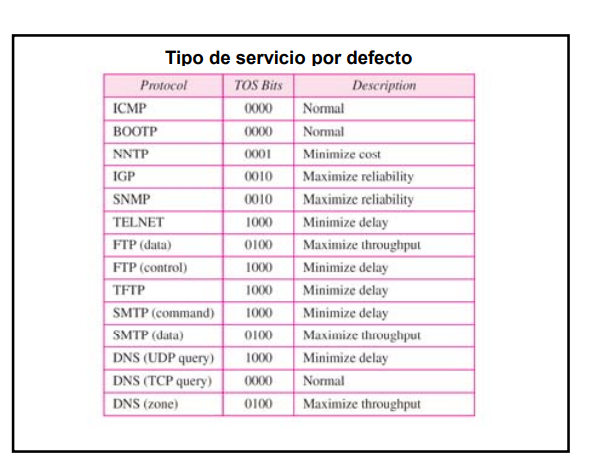 Tipo de servicio por defecto
Protocol TOS Bits Description
ICMP 0000 Normal
BOOTP 0000 Normal
NNTP 0001 Minimize cost
IGP 0010 Maximize reliability
SNMP 0010 Maximize reliability
TELNET 1000 Minimize delay
FTP (data) 0100 Maximize throughput
FTP (control) 1000 Minimize delay
TFTP 1000 Minimize delay
SMTP (command) 1000 Minimize delay
SMTP (data) 0100 Maximize throughput
DNS (UDP query) 1000 Minimize delay
DNS (TCP query) 0000 Normal
DNS (zone) 0100 Maximize throughput